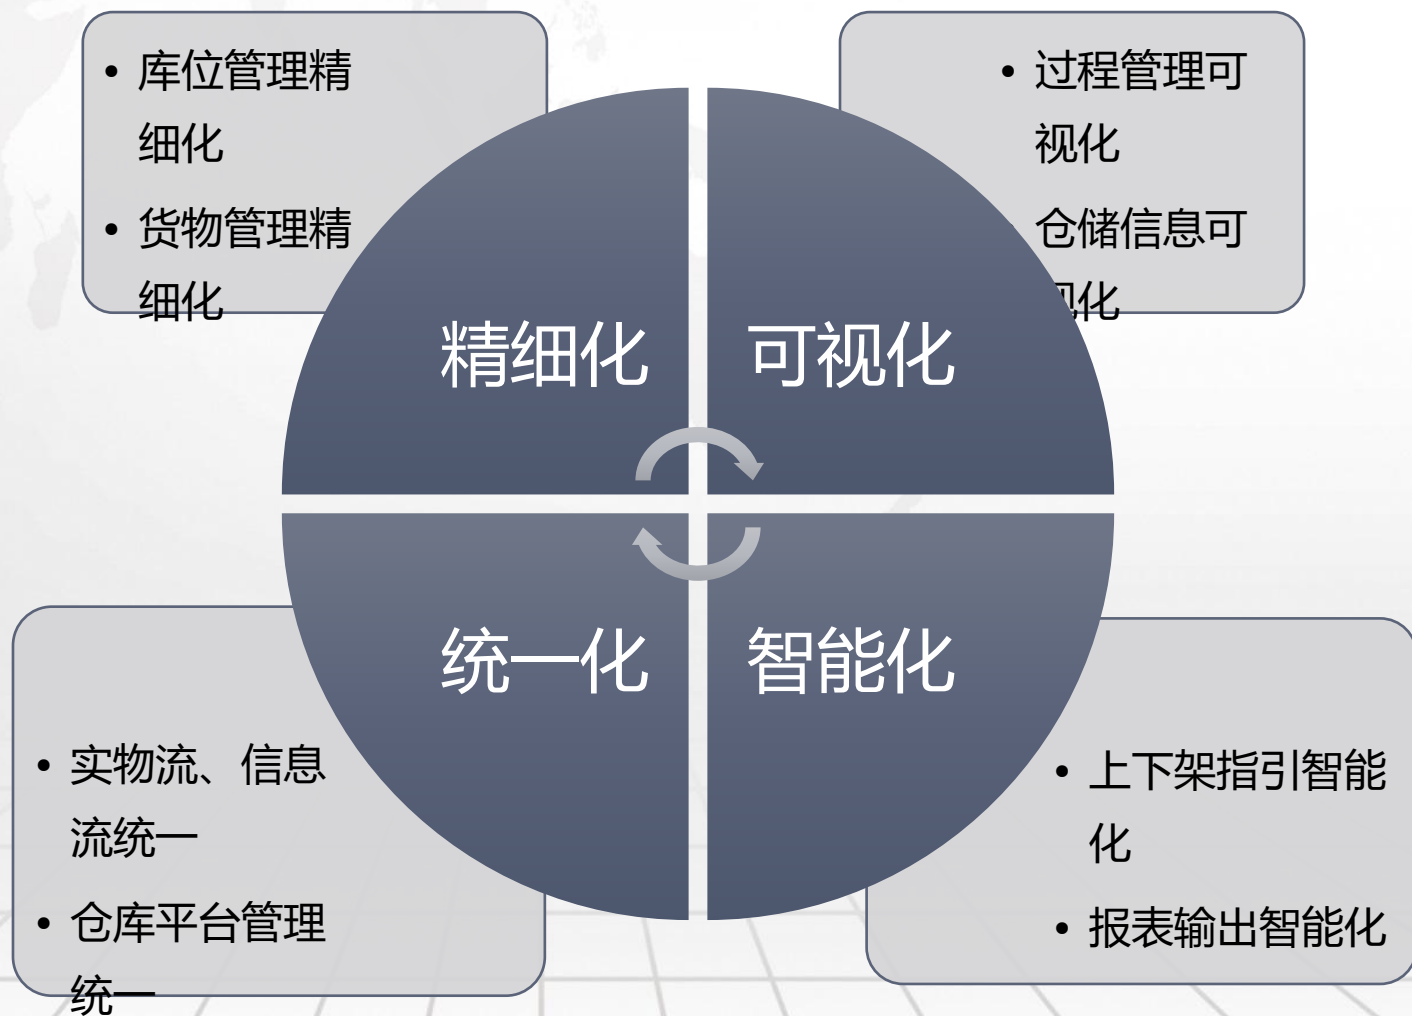 • 库位管理精
细化
• 货物管理精
细化
• 过程管理可
视化
仓储信息可
视化
精细化
可视化
统一化
智能化
• 实物流、信息
流统一
• 仓库平台管理
统一
• 上下架指引智能
化
• 报表输出智能化